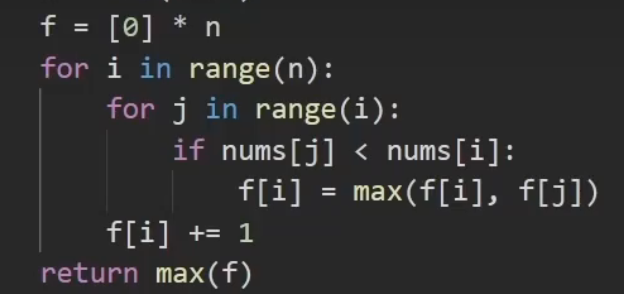 f = [0] * n
for i in range(n):
    for j in range(i):
        if nums[j] < nums[i]:
            f[i] = max(f[i], f[j])
    f[i] += 1
return max(f)